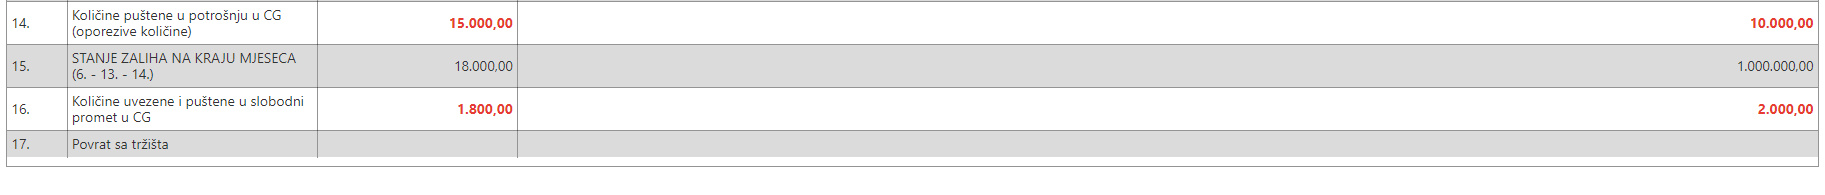 14. Količine puštene u potrošnju u CG 15.000,00 10.000,00
(oporezive količine)
15. STANJE ZALIHA NA KRAJU MJESECA 18.000,00 1.000.000,00
(6. - 13. - 14.)
16. Količine uvezene i puštene u slobodni 1.800,00 2.000,00
promet u CG
17. Povrat sa tržišta